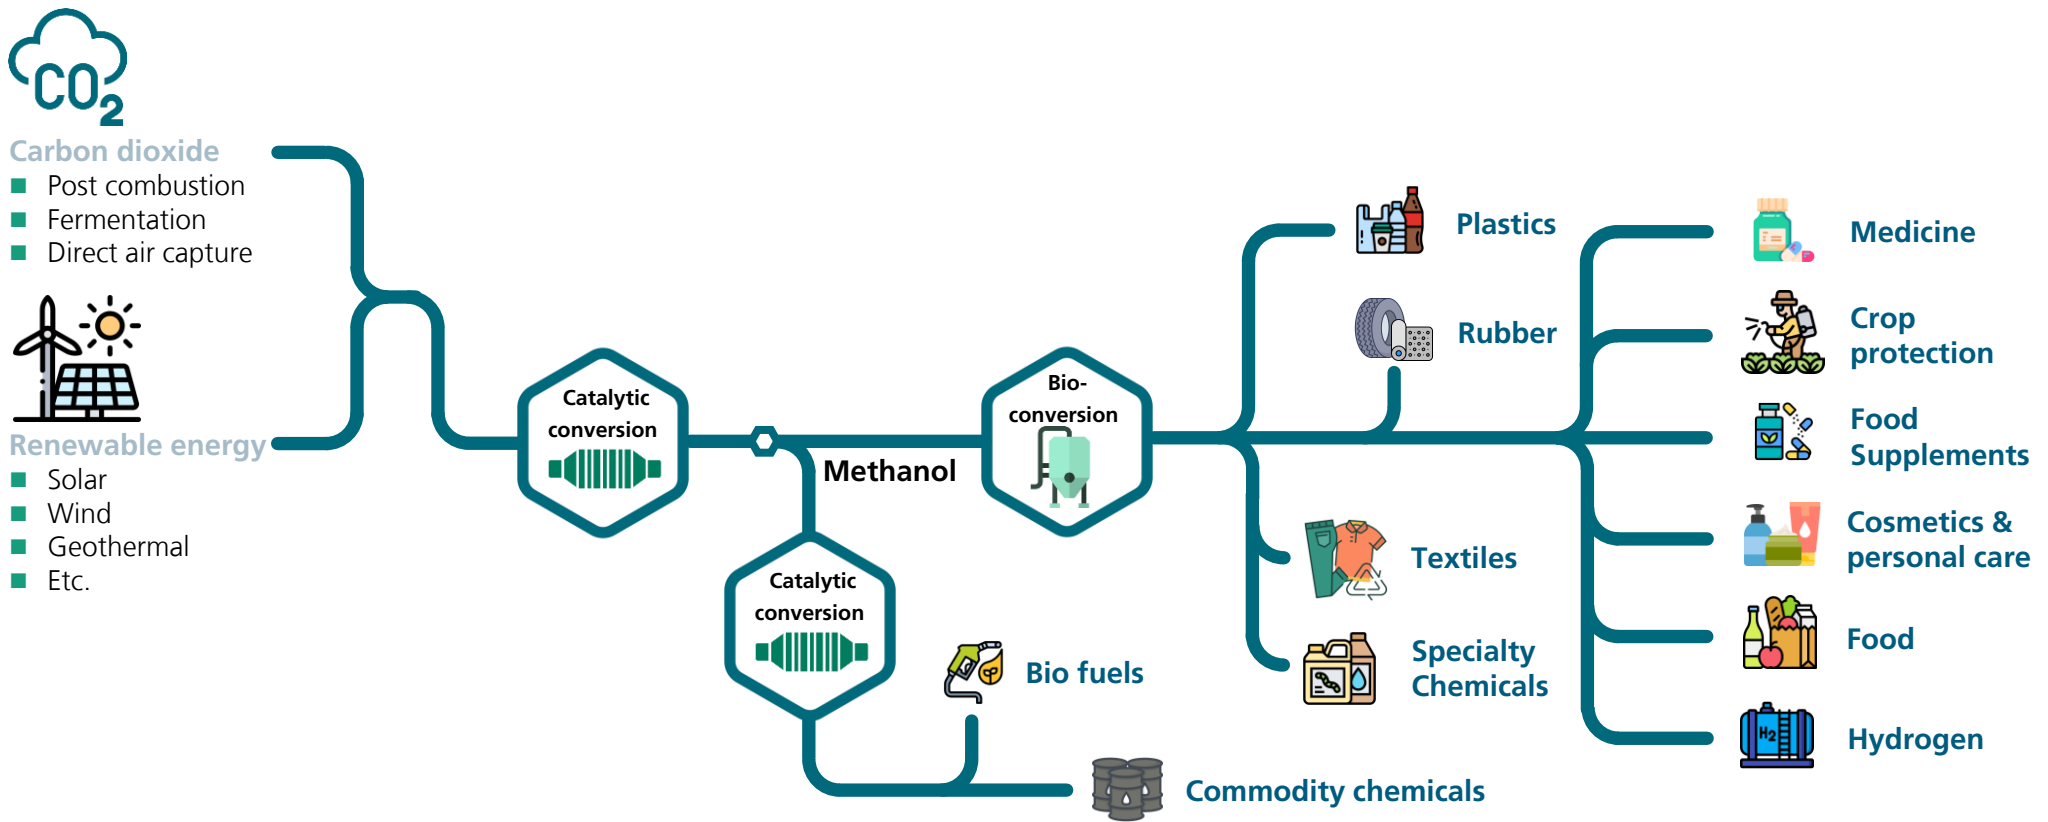 CO2
Carbon dioxide
Post combustion
Fermentation
Direct air capture
Renewable energy
Solar
Wind
Geothermal
Etc.
Catalytic
conversion
Methanol
Bio-
conversion
Catalytic
conversion
Bio fuels
Commodity chemicals
Plastics
Rubber
Textiles
Specialty
Chemicals
Medicine
Crop
protection
Food
Supplements
Cosmetics &
personal care
Food
H2
Hydrogen